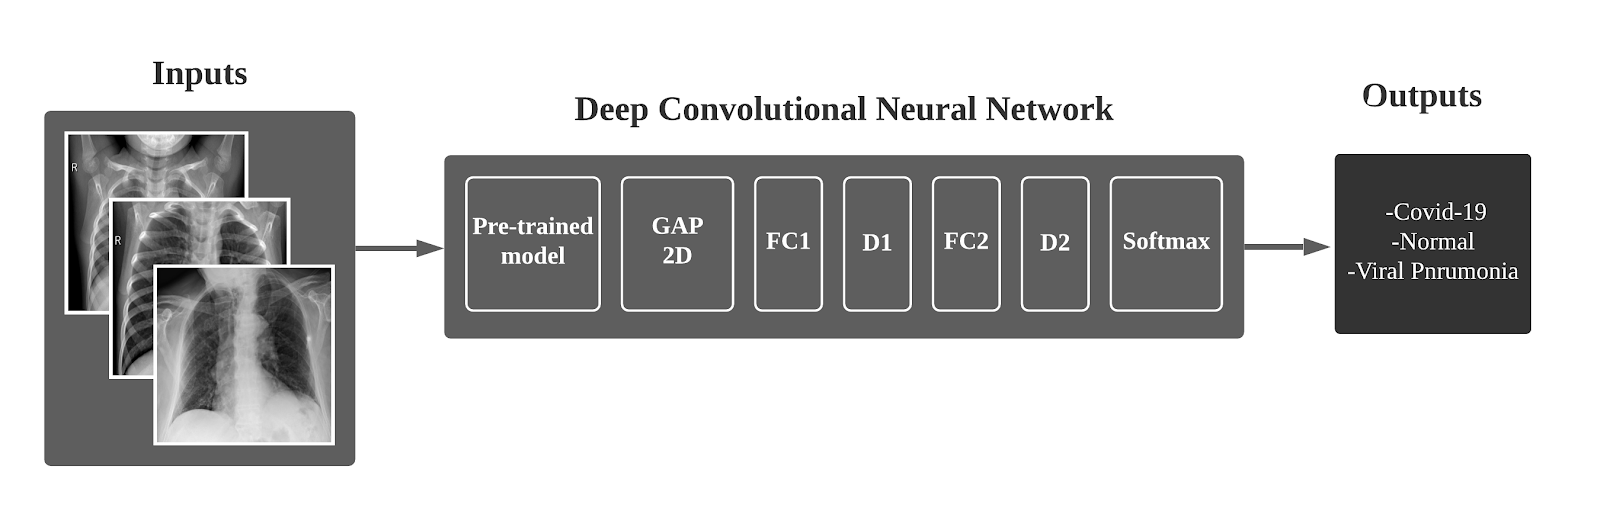 Inputs
R
R
Deep Convolutional Neural Network
Pre-trained
model
GAP
2D
FC1
D1
FC2
D2
Softmax
Outputs
-Covid-19
-Normal
-Viral Pnrumonia